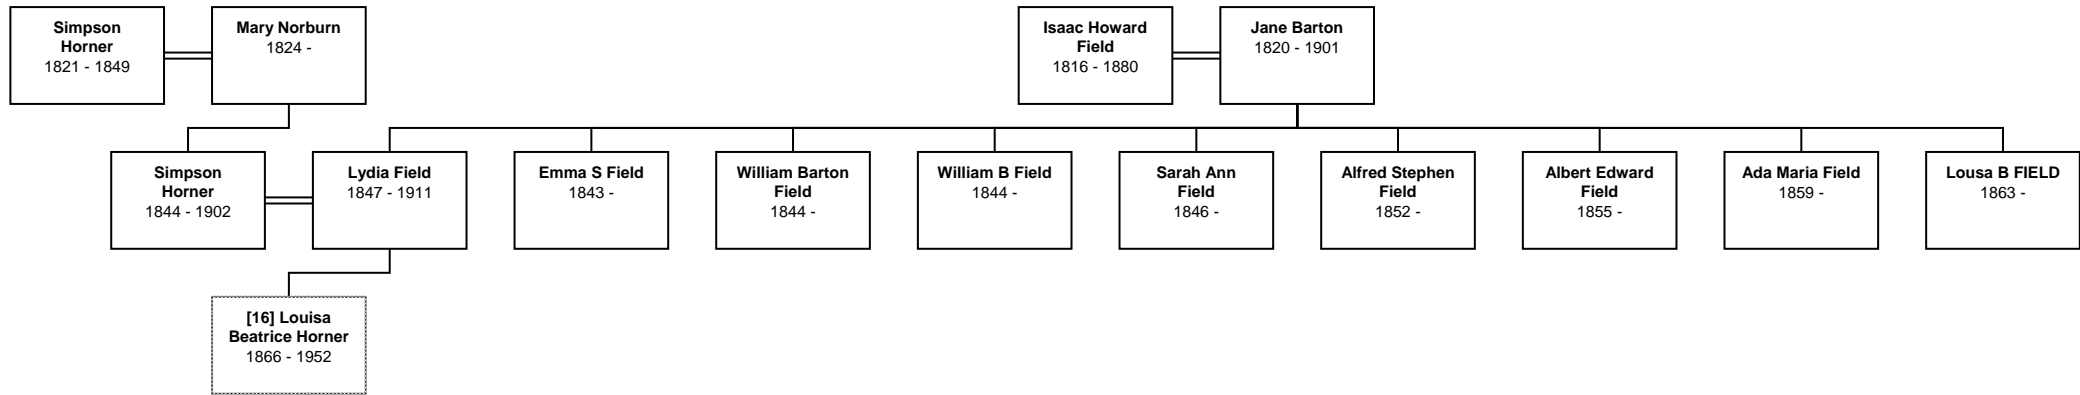 Simpson
Horner
1821 - 1849
Mary Norburn
1824 -
Isaac Howard
Field
1816 - 1880
Jane Barton
1820 - 1901
Simpson
Horner
1844 - 1902
Lydia Field
1847 - 1911
Emma S Field
1843 -
William Barton
Field
1844 -
William B Field
1844 -
Sarah Ann
Field
1846 -
Alfred Stephen
Field
1852 -
Albert Edward
Field
1855 -
Ada Maria Field
1859 -
Lousa B FIELD
1863 -
[16] Louisa
Beatrice Horner
1866 - 1952